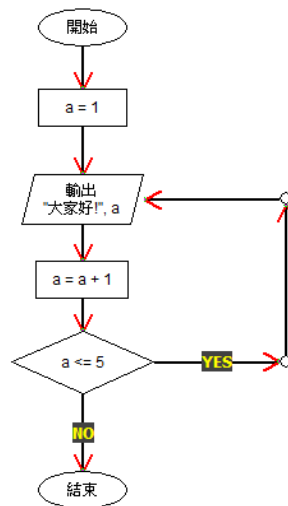 開始
a = 1
輸出
"大家好!", a
a = a + 1
a <= 5
YES
NO
結束